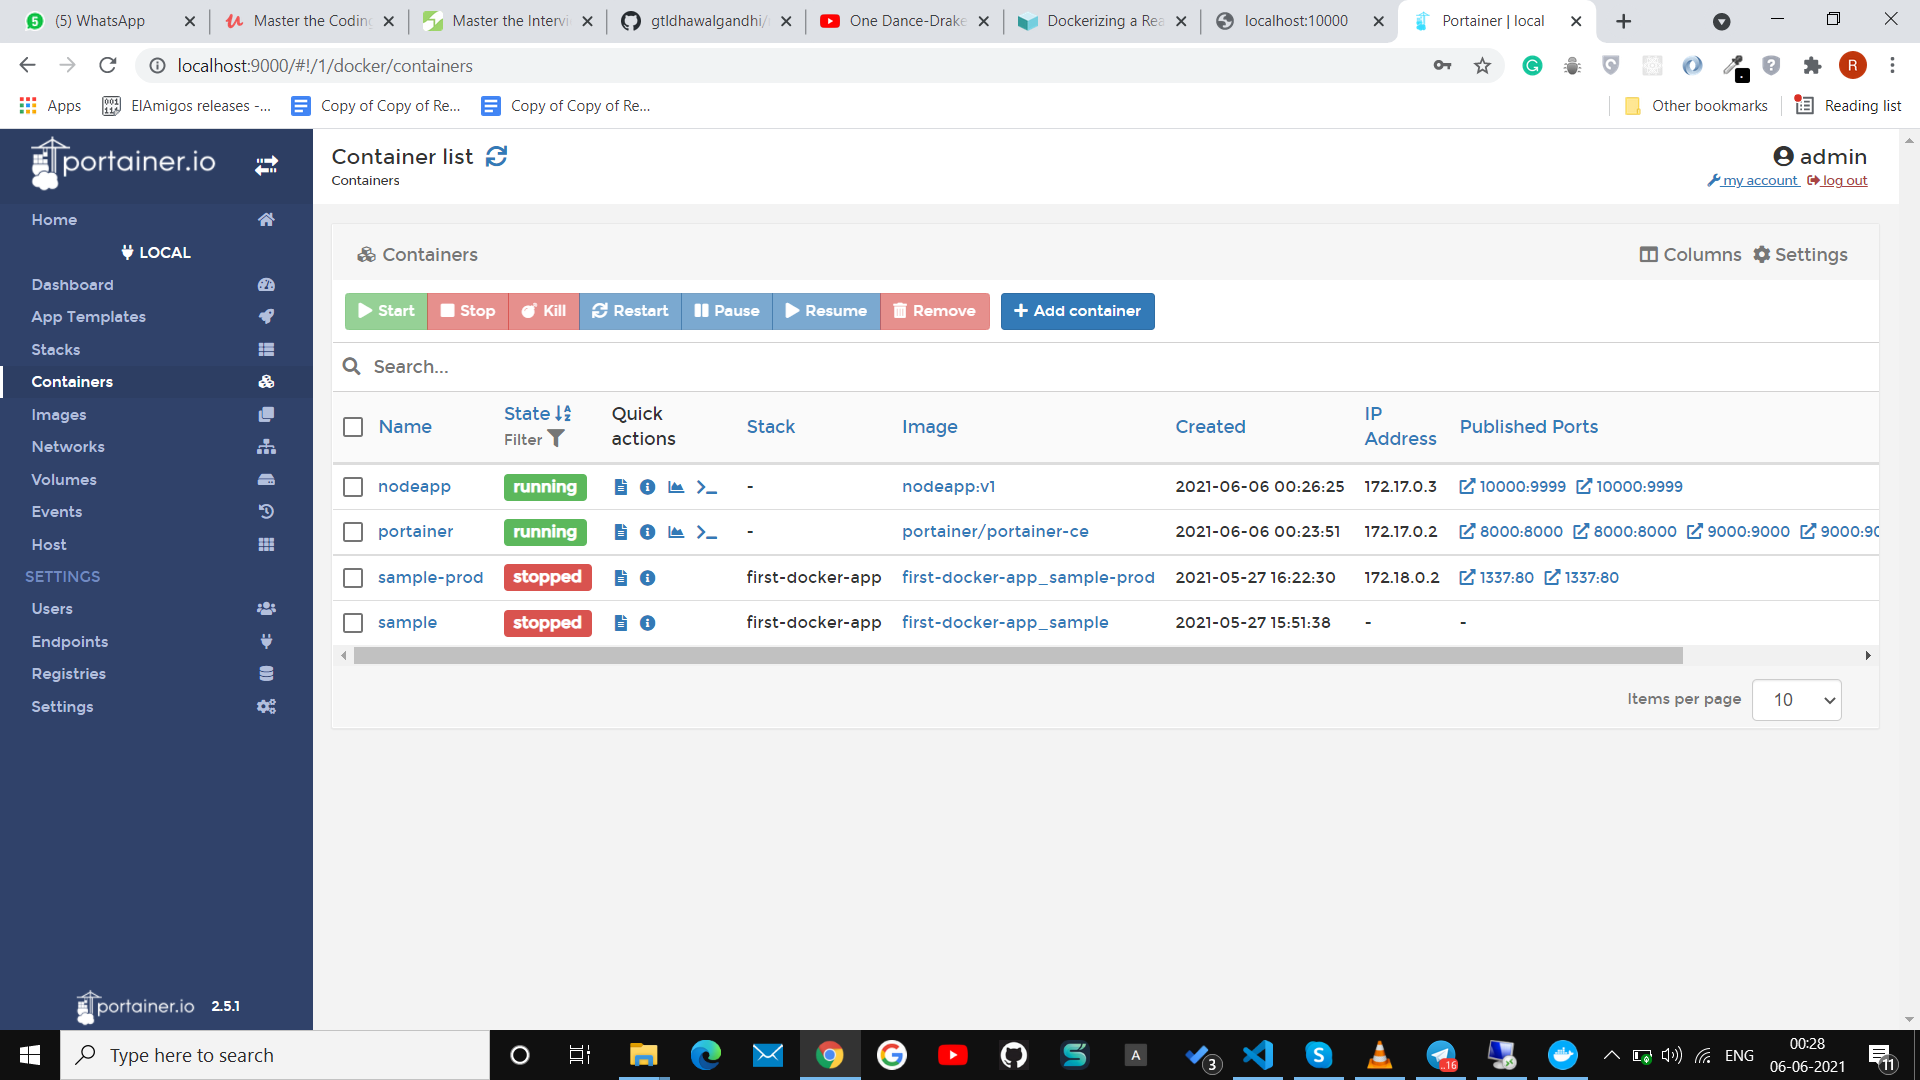 (5) WhatsApp
Master the Coding
Master the Intervi
gtldhawalgandhi/
One Dance-Drake
Dockerizing a Rea
localhost:10000
Portainer | local
localhost:9000/#!/1/docker/containers
R
Apps
ElAmigos releases -...
Copy of Copy of Re...
Copy of Copy of Re...
Other bookmarks
Reading list
portainer.io
Home
LOCAL
Dashboard
App Templates
Stacks
Containers
Images
Networks
Volumes
Events
Host
SETTINGS
Users
Endpoints
Registries
Settings
portainer.io 2.5.1
Container list
Containers
admin
my account log out
Containers
Columns Settings
Start Stop Kill Restart Pause Resume Remove Add container
Search...
Name State Filter Quick actions Stack Image Created IP Address Published Ports
nodeapp running - nodeapp:v1 2021-06-06 00:26:25 172.17.0.3 10000:9999 10000:9999
portainer running - portainer/portainer-ce 2021-06-06 00:23:51 172.17.0.2 8000:8000 8000:8000 9000:9000 9000:90
sample-prod stopped first-docker-app first-docker-app_sample-prod 2021-05-27 16:22:30 172.18.0.2 1337:80 1337:80
sample stopped first-docker-app first-docker-app_sample 2021-05-27 15:51:38 - -
Items per page 10
Type here to search
A
3
..16
ENG
00:28
06-06-2021
11